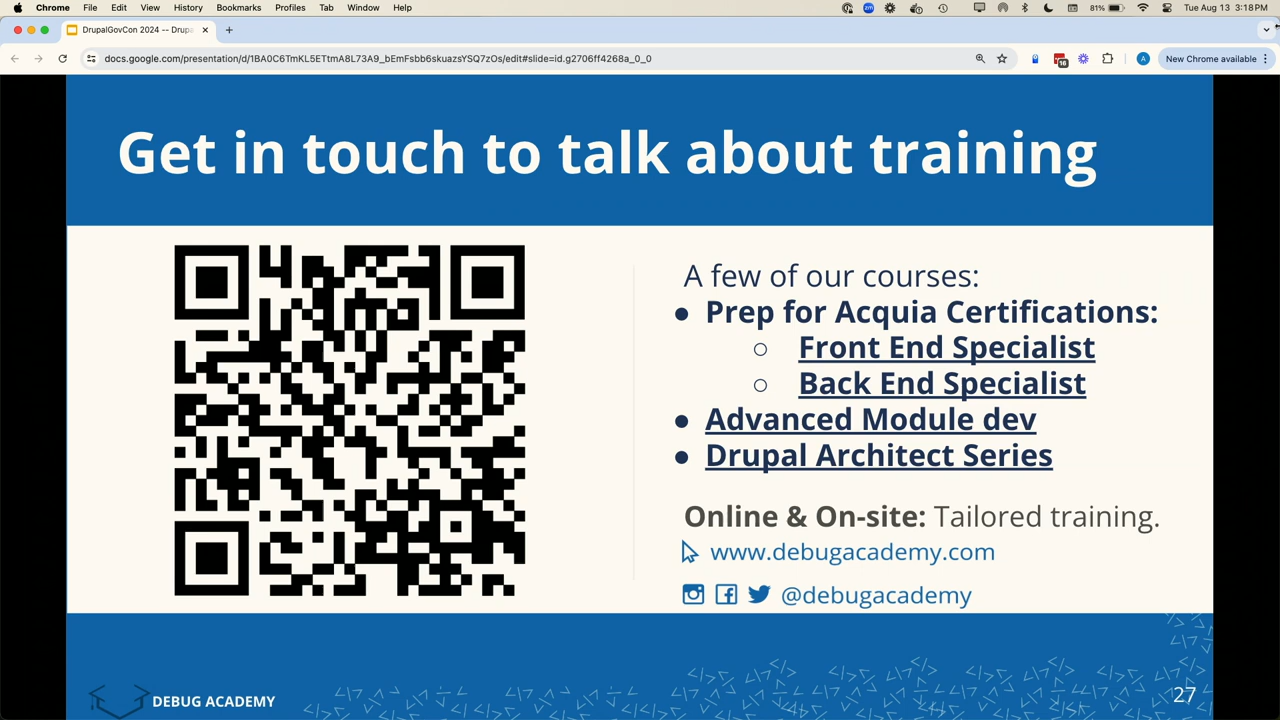 Chrome File Edit View History Bookmarks Profiles Tab Window Help
81% Tue Aug 13 3:18 PM
DrupalGovCon 2024 -- Drup
docs.google.com/presentation/d/1BA0C6TmKL5ETtmA8L73A9_bEmFsbb6skuazsYSQ7zOs/edit#slide=id.g2706ff4268a_0_0
16
A
New Chrome available
Get in touch to talk about training
A few of our courses:
● Prep for Acquia Certifications:
○ Front End Specialist
○ Back End Specialist
● Advanced Module dev
● Drupal Architect Series
Online & On-site: Tailored training.
www.debugacademy.com
@debugacademy
DEBUG ACADEMY
27